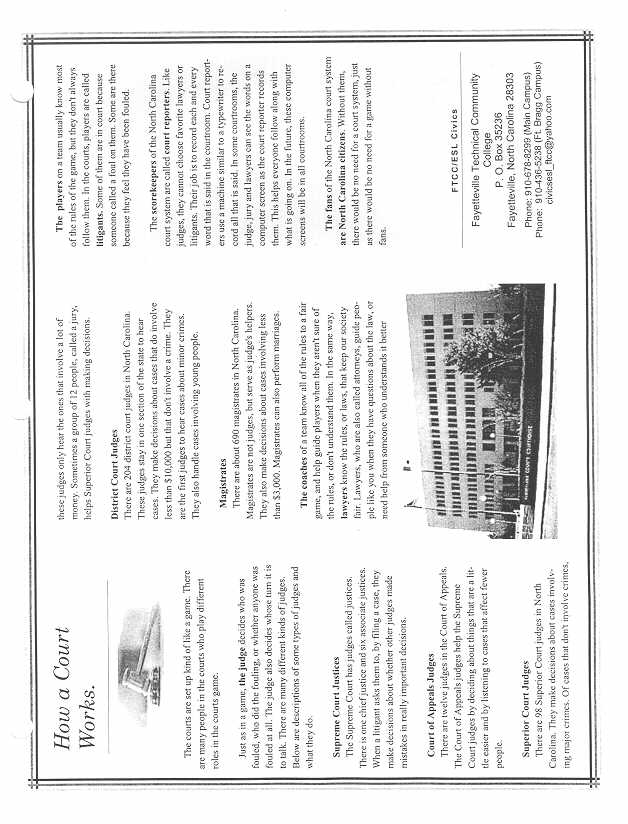 How a Court
Works.
The courts are set up kind of like a game. There
are many people in the courts who play different
roles in the courts game.
Just as in a game, the judge decides who was
fouled, who did the fouling, or whether anyone was
fouled at all. The judge also decides whose turn it is
to talk. There are many different kinds of judges.
Below are descriptions of some types of judges and
what they do.
Supreme Court Justices
The Supreme Court has judges called justices.
There is one chief justice and six associate justices.
When a litigant asks them to, by filing a case, they
make decisions about whether other judges made
mistakes in really important decisions.
Court of Appeals Judges
There are twelve judges in the Court of Appeals.
The Court of Appeals judges help the Supreme
Court judges by deciding about things that are a lit-
tle easier and by listening to cases that affect fewer
people.
Superior Court Judges
There are 98 Superior Court judges in North
Carolina. They make decisions about cases involv-
ing major crimes. Of cases that don't involve crimes,
these judges only hear the ones that involve a lot of
money. Sometimes a group of 12 people, called a jury,
helps Superior Court judges with making decisions.
District Court Judges
There are 204 district court judges in North Carolina.
These judges stay in one section of the state to hear
cases. They make decisions about cases that do involve
less than $10,000 but that don't involve a crime. They
are the first judges to hear cases about minor crimes.
They also handle cases involving young people.
Magistrates
There are about 690 magistrates in North Carolina.
Magistrates are not judges, but serve as judge's helpers.
They also make decisions about cases involving less
than $3,000. Magistrates can also perform marriages.
The coaches of a team know all of the rules to a fair
game, and help guide players when they aren't sure of
the rules, or don't understand them. In the same way,
lawyers know the rules, or laws, that keep our society
fair. Lawyers, who are also called attorneys, guide peo-
ple like you when they have questions about the law, or
need help from someone who understands it better
The players on a team usually know most
of the rules of the game, but they don't always
follow them. In the courts, players are called
litigants. Some of them are in court because
someone called a foul on them. Some are there
because they feel they have been fouled.
The scorekeepers of the North Carolina
court system are called court reporters. Like
judges, they cannot choose favorite lawyers or
litigants. Their job is to record each and every
word that is said in the courtroom. Court report-
ers use a machine similar to a typewriter to re-
cord all that is said. In some courtrooms, the
judge, jury and lawyers can see the words on a
computer screen as the court reporter records
them. This helps everyone follow along with
what is going on. In the future, these computer
screens will be in all courtrooms.
The fans of the North Carolina court system
are North Carolina citizens. Without them,
there would be no need for a court system, just
as there would be no need for a game without
fans.
FTCC/ESL Civics
Fayetteville Technical Community
College
P. O. Box 35236
Fayetteville, North Carolina 28303
Phone: 910-678-8299 (Main Campus)
Phone: 910-436-5238 (Ft. Bragg Campus)
civicsesl_ftcc@yahoo.com